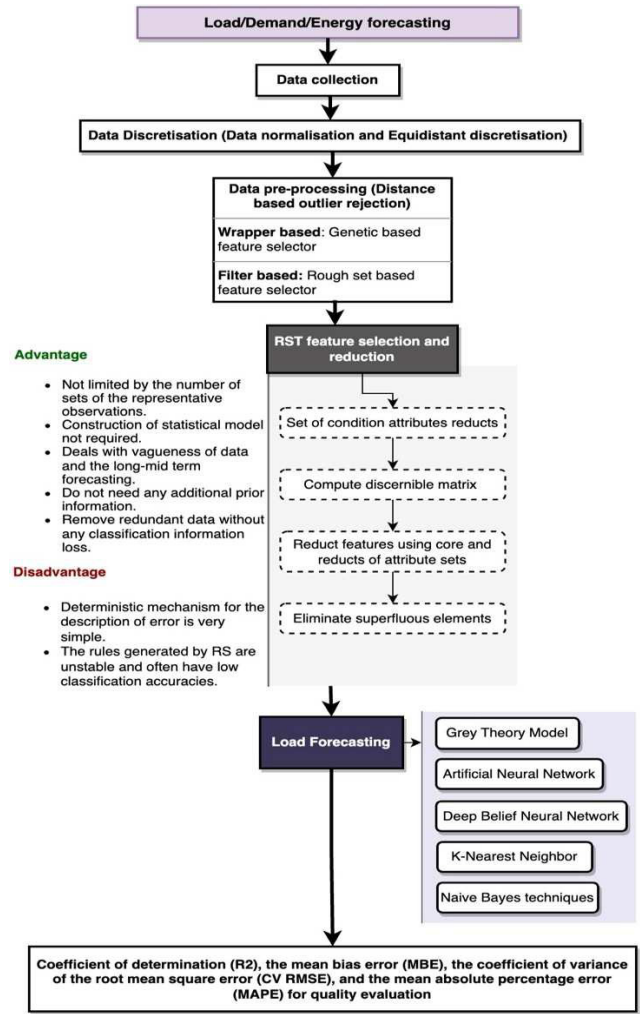 Load/Demand/Energy forecasting
Data collection
Data Discretisation (Data normalisation and Equidistant discretisation)
Data pre-processing (Distance
based outlier rejection)
Wrapper based: Genetic based
feature selector
Filter based: Rough set based
feature selector
RST feature selection and
reduction
Advantage
• Not limited by the number of
sets of the representative
observations.
• Construction of statistical model
not required.
• Deals with vagueness of data
and the long-mid term
forecasting.
• Do not need any additional prior
information.
• Remove redundant data without
any classification information
loss.
Disadvantage
• Deterministic mechanism for the
description of error is very
simple.
• The rules generated by RS are
unstable and often have low
classification accuracies.
Set of condition attributes reducts
Compute discernible matrix
Reduct features using core and
reducts of attribute sets
Eliminate superfluous elements
Load Forecasting
Grey Theory Model
Artificial Neural Network
Deep Belief Neural Network
K-Nearest Neighbor
Naive Bayes techniques
Coefficient of determination (R2), the mean bias error (MBE), the coefficient of variance
of the root mean square error (CV RMSE), and the mean absolute percentage error
(MAPE) for quality evaluation